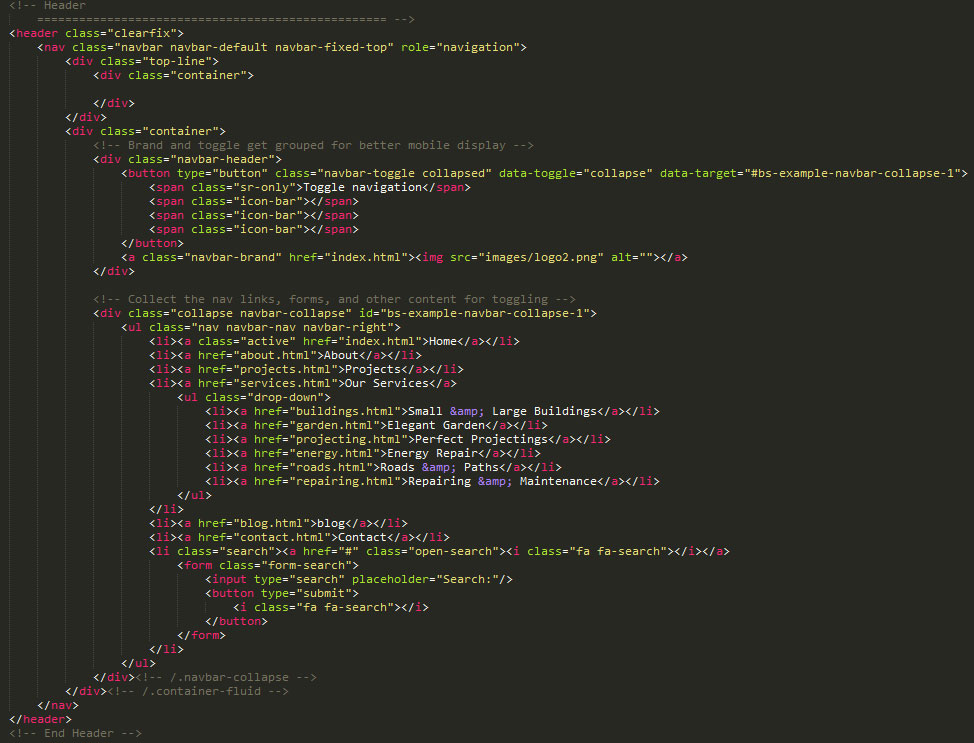 <!-- Header
    ================================================== -->
<header class="clearfix">
    <nav class="navbar navbar-default navbar-fixed-top" role="navigation">
        <div class="top-line">
            <div class="container">

            </div>
        </div>
        <div class="container">
            <!-- Brand and toggle get grouped for better mobile display -->
            <div class="navbar-header">
                <button type="button" class="navbar-toggle collapsed" data-toggle="collapse" data-target="#bs-example-navbar-collapse-1">
                    <span class="sr-only">Toggle navigation</span>
                    <span class="icon-bar"></span>
                    <span class="icon-bar"></span>
                    <span class="icon-bar"></span>
                </button>
                <a class="navbar-brand" href="index.html"><img src="images/logo2.png" alt=""></a>
            </div>

            <!-- Collect the nav links, forms, and other content for toggling -->
            <div class="collapse navbar-collapse" id="bs-example-navbar-collapse-1">
                <ul class="nav navbar-nav navbar-right">
                    <li><a class="active" href="index.html">Home</a></li>
                    <li><a href="about.html">About</a></li>
                    <li><a href="projects.html">Projects</a></li>
                    <li><a href="services.html">Our Services</a>
                        <ul class="drop-down">
                            <li><a href="buildings.html">Small &amp; Large Buildings</a></li>
                            <li><a href="garden.html">Elegant Garden</a></li>
                            <li><a href="projecting.html">Perfect Projectings</a></li>
                            <li><a href="energy.html">Energy Repair</a></li>
                            <li><a href="roads.html">Roads &amp; Paths</a></li>
                            <li><a href="repairing.html">Repairing &amp; Maintenance</a></li>
                        </ul>
                    </li>
                    <li><a href="blog.html">blog</a></li>
                    <li><a href="contact.html">Contact</a></li>
                    <li class="search"><a href="#" class="open-search"><i class="fa fa-search"></i></a>
                        <form class="form-search">
                            <input type="search" placeholder="Search:"/>
                            <button type="submit">
                                <i class="fa fa-search"></i>
                            </button>
                        </form>
                    </li>
                </ul>
            </div><!-- /.navbar-collapse -->
        </div><!-- /.container-fluid -->
    </nav>
</header>
<!-- End Header -->